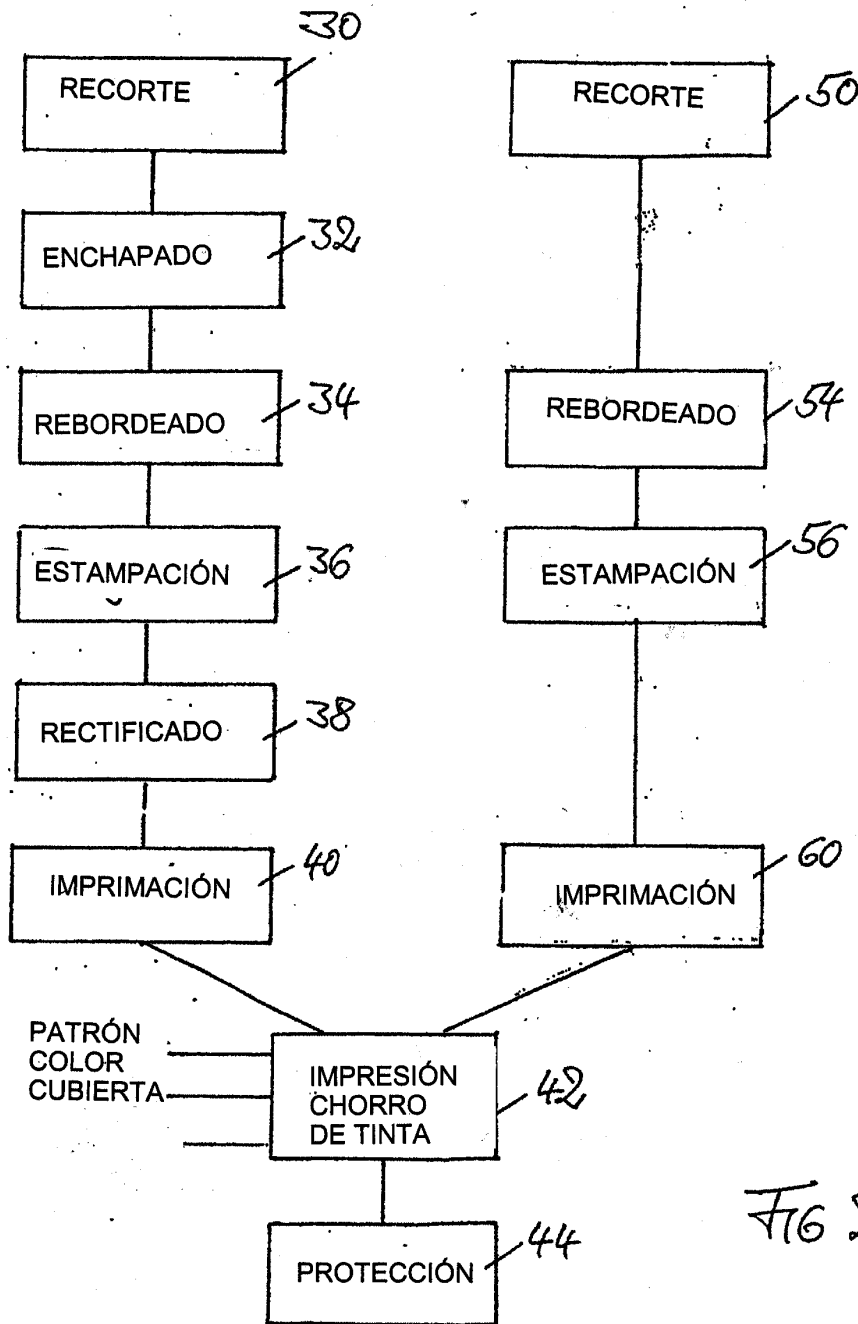 30
RECORTE
50
RECORTE
ENCHAPADO
32
REBORDEADO
34
REBORDEADO
54
ESTAMPACIÓN
36
ESTAMPACIÓN
56
RECTIFICADO
38
IMPRIMACIÓN
40
IMPRIMACIÓN
60
PATRÓN
COLOR
CUBIERTA
IMPRESIÓN
CHORRO
DE TINTA
42
PROTECCIÓN
44
FIG